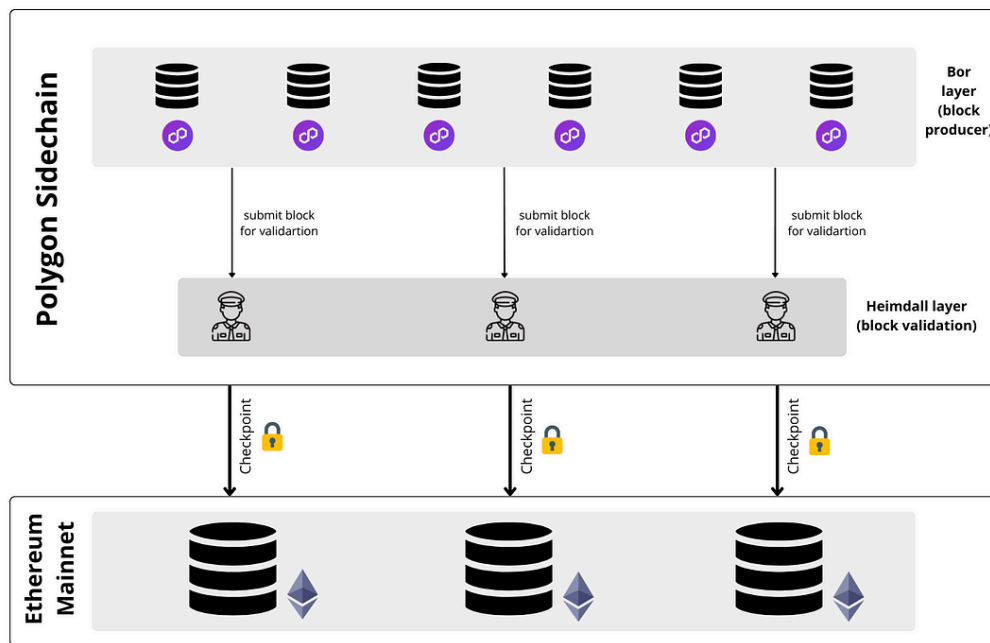 Polygon Sidechain
Bor
layer
(block
producer)
submit block
for validartion
submit block
for validartion
submit block
for validartion
Heimdall layer
(block validation)
Checkpoint
Checkpoint
Checkpoint
Ethereum
Mainnet